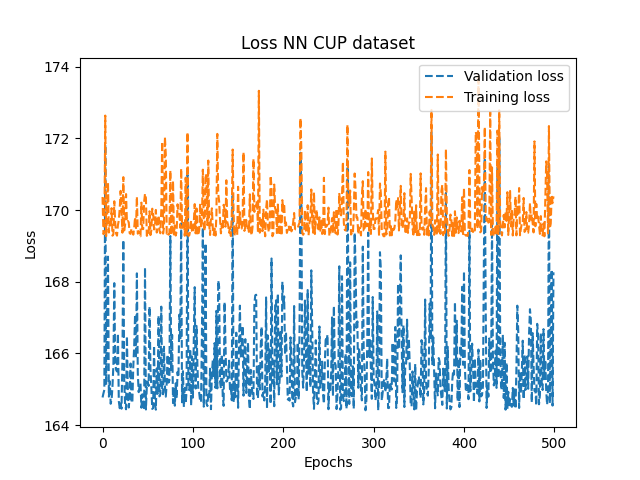 Loss NN CUP dataset
174
172
170
168
166
164
Loss
Validation loss
Training loss
0
100
200
300
400
500
Epochs